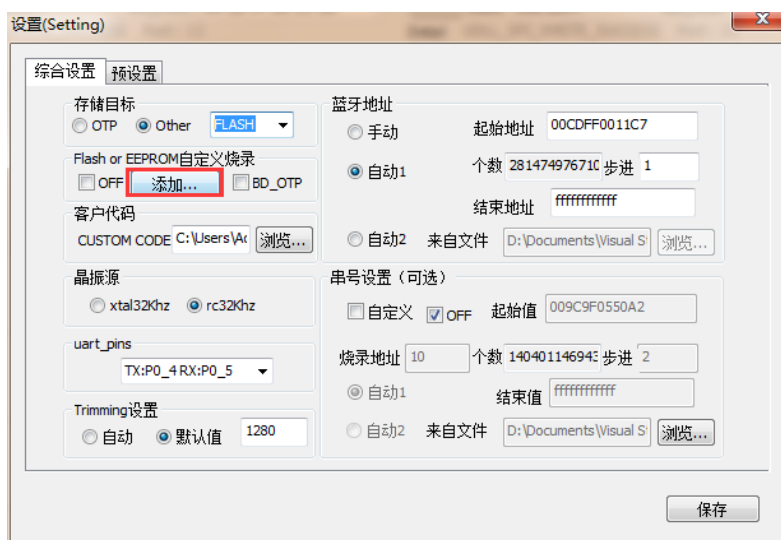 设置(Setting)
综合设置 预设置
存储目标
OTP Other FLASH
Flash or EEPROM自定义烧录
OFF 添加... BD_OTP
客户代码
CUSTOM CODE C:\Users\Ac 浏览...
晶振源
xtal32Khz rc32Khz
uart_pins
TX:P0_4 RX:P0_5
Trimming设置
自动 默认值 1280
蓝牙地址
手动 起始地址 00CDFF0011C7
自动1 个数 281474976710 步进 1
结束地址 ffffffffffff
自动2 来自文件 D:\Documents\Visual S 浏览...
串号设置（可选）
自定义 OFF 起始值 009C9F0550A2
烧录地址 10 个数 140401146943 步进 2
自动1 结束值 ffffffffffff
自动2 来自文件 D:\Documents\Visual S 浏览...
保存